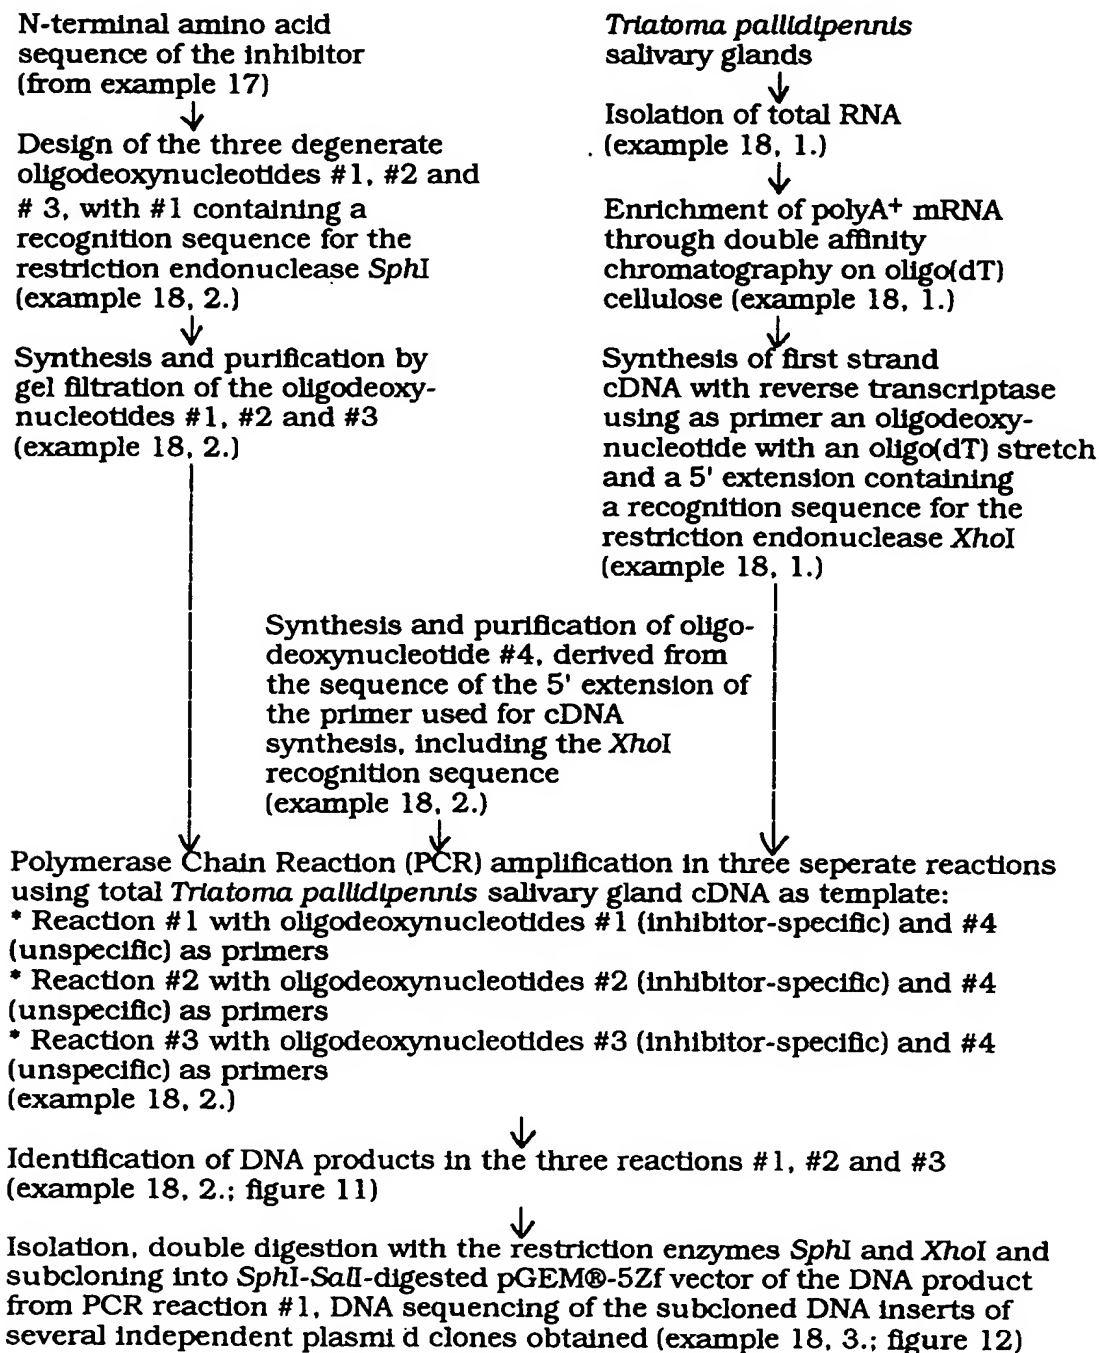 N-terminal amino acid
sequence of the inhibitor
(from example 17)
Design of the three degenerate
oligodeoxynucleotides #1, #2 and
# 3, with #1 containing a
recognition sequence for the
restriction endonuclease SphI
(example 18, 2.)
Synthesis and purification by
gel filtration of the oligodeoxy-
nucleotides #1, #2 and #3
(example 18, 2.)
Triatoma pallidipennis
salivary glands
Isolation of total RNA
(example 18, 1.)
Enrichment of polyA+ mRNA
through double affinity
chromatography on oligo(dT)
cellulose (example 18, 1.)
Synthesis of first strand
cDNA with reverse transcriptase
using as primer an oligodeoxy-
nucleotide with an oligo(dT) stretch
and a 5' extension containing
a recognition sequence for the
restriction endonuclease XhoI
(example 18, 1.)
Synthesis and purification of oligo-
deoxynucleotide #4, derived from
the sequence of the 5' extension of
the primer used for cDNA
synthesis, including the XhoI
recognition sequence
(example 18, 2.)
Polymerase Chain Reaction (PCR) amplification in three seperate reactions
using total Triatoma pallidipennis salivary gland cDNA as template:
* Reaction #1 with oligodeoxynucleotides #1 (inhibitor-specific) and #4
(unspecific) as primers
* Reaction #2 with oligodeoxynucleotides #2 (inhibitor-specific) and #4
(unspecific) as primers
* Reaction #3 with oligodeoxynucleotides #3 (inhibitor-specific) and #4
(unspecific) as primers
(example 18, 2.)
Identification of DNA products in the three reactions #1, #2 and #3
(example 18, 2.; figure 11)
Isolation, double digestion with the restriction enzymes SphI and XhoI and
subcloning into SphI-SalI-digested pGEM®-5Zf vector of the DNA product
from PCR reaction #1, DNA sequencing of the subcloned DNA inserts of
several independent plasmi d clones obtained (example 18, 3.; figure 12)